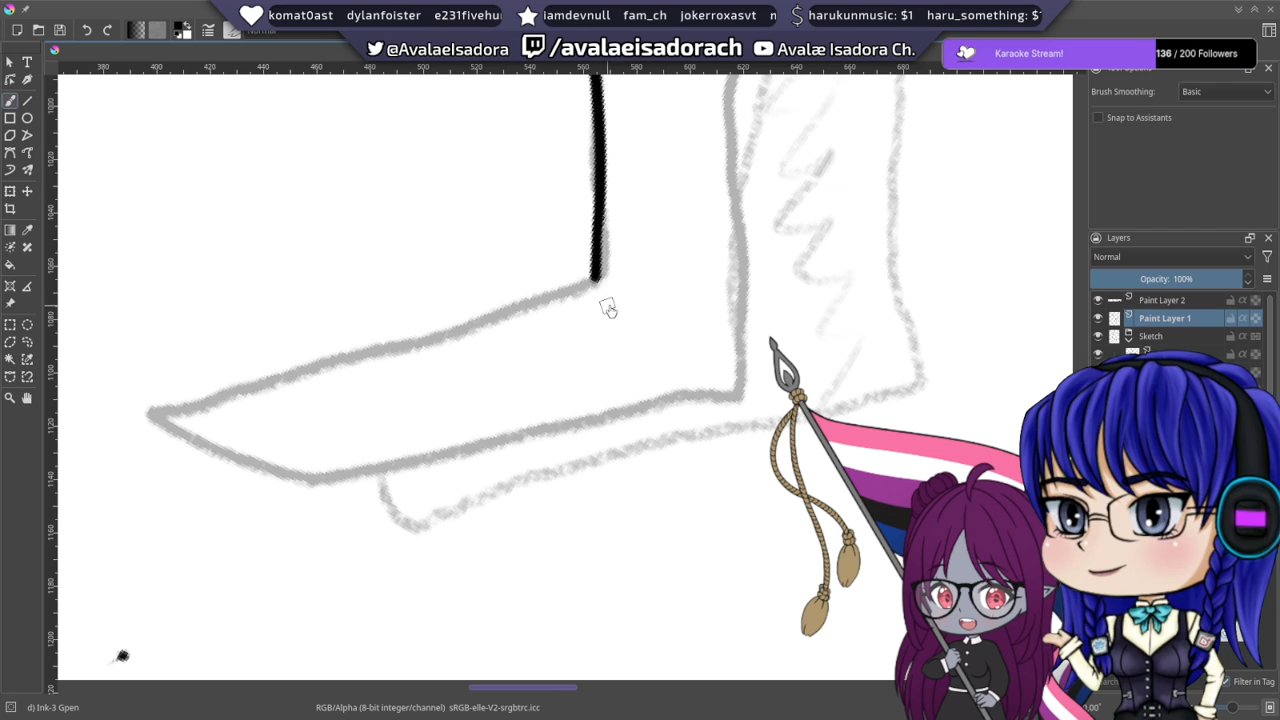 komat0ast dylanfoister e231fivehu
iamdevnull fam_ch jokerroxasvt
harukunmusic: $1 haru_something: $
@AvalaeIsadora
/avalaeisadorach
Avalæ Isadora Ch.
Karaoke Stream!
136 / 200 Followers
Normal
380 400 420 440 460 480 500 520 540 560 580 600 620 640 660 680
Brush Smoothing: Basic
Snap to Assistants
Layers
Normal
Opacity: 100%
Paint Layer 2
Paint Layer 1
Sketch
1020
1040
1060
1080
1100
1120
1140
1160
1180
1200
Filter in Tag
d) Ink-3 Gpen
RGB/Alpha (8-bit integer/channel) sRGB-elle-V2-srgbtrc.icc